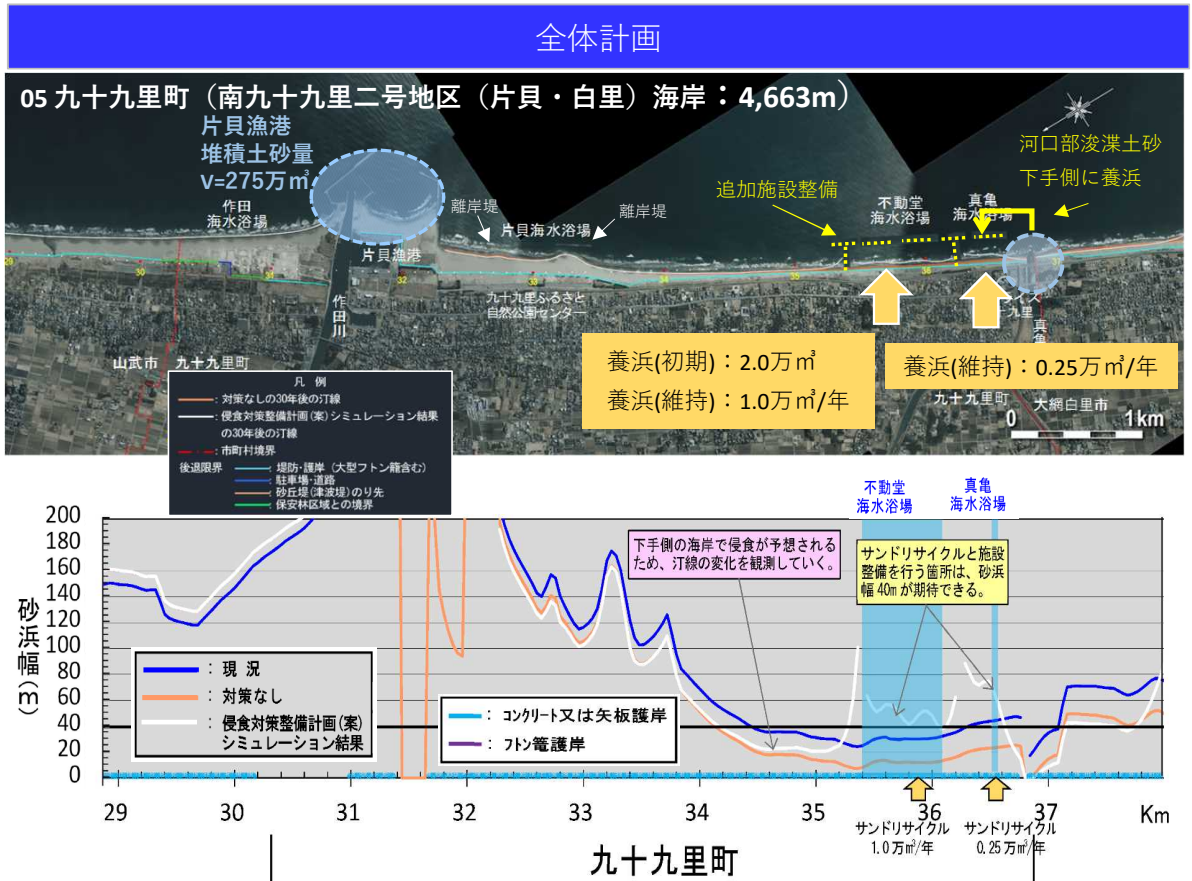 全体計画
05 九十九里町（南九十九里二号地区（片貝・白里）海岸：4,663m）
片貝漁港
堆積土砂量
V=275万㎥
作田
海水浴場
離岸堤
片貝海水浴場
離岸堤
追加施設整備
不動堂
海水浴場
真亀
海水浴場
河口部浚渫土砂
下手側に養浜
片貝漁港
作田川
九十九里ふるさと
自然公園センター
29
30
31
32
34
35
36
37
山武市
九十九里町
養浜(初期)：2.0万㎥
養浜(維持)：1.0万㎥/年
養浜(維持)：0.25万㎥/年
九十九里町
大網白里市
0
1km
凡 例
：対策なしの30年後の汀線
：侵食対策整備計画(案)シミュレーション結果
の30年後の汀線
：市町村境界
後退限界
：堤防・護岸（大型フトン籠含む）
：駐車場・道路
：砂丘堤(津波堤)のり先
：保安林区域との境界
不動堂
海水浴場
真亀
海水浴場
200
180
160
140
120
100
80
60
40
20
0
砂浜幅(m)
下手側の海岸で侵食が予想される
ため、汀線の変化を観測していく。
サンドリサイクルと施設
整備を行う箇所は、砂浜
幅40mが期待できる。
：現 況
：対策なし
：侵食対策整備計画(案)
シミュレーション結果
：コンクリート又は矢板護岸
：フトン篭護岸
29
30
31
32
33
34
35
36
37
Km
サンドリサイクル
1.0万㎥/年
サンドリサイクル
0.25万㎥/年
九十九里町